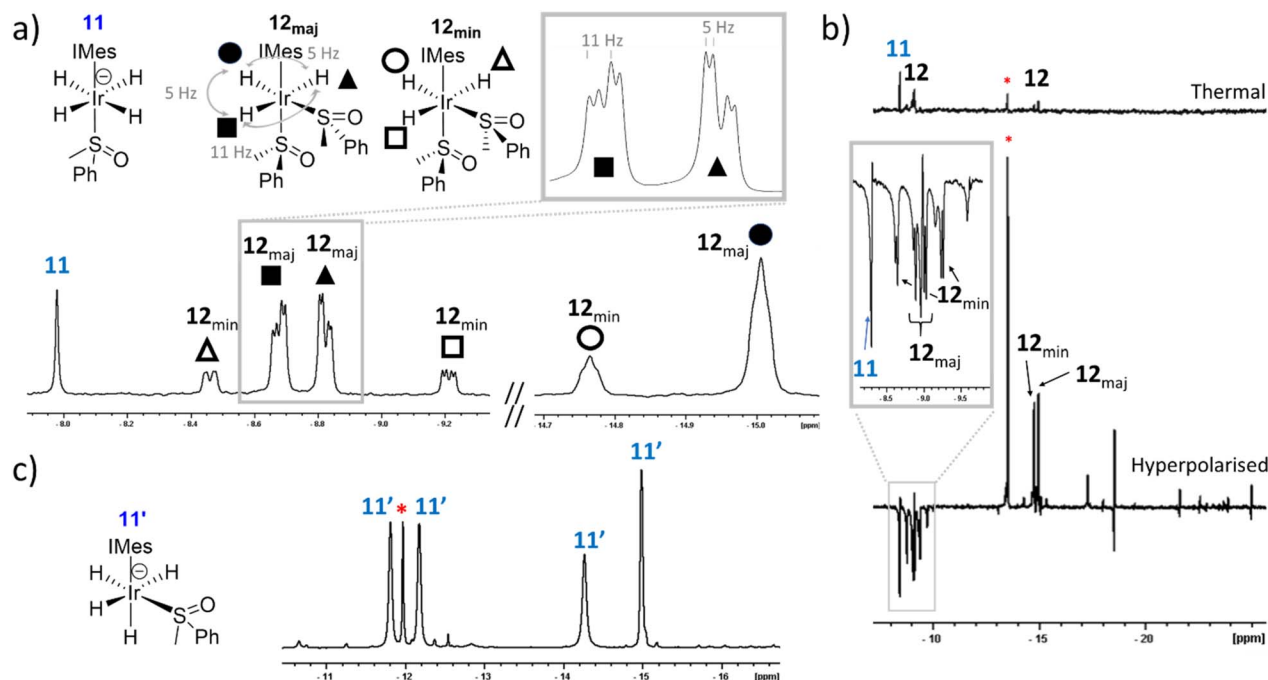 a)
11
12maj
12min
IMes
H
H
H
H
Ir
⊖
S
O
Ph
5 Hz
11 Hz
IMes
5 Hz
H
H
H
Ir
S
O
Ph
S
O
Ph
IMes
H
H
H
Ir
S
O
Ph
S
O
Ph
11 Hz
5 Hz
11
12min
12maj
12maj
12min
12min
12maj
- 8.0
- 8.2
- 8.4
- 8.6
- 8.8
- 9.0
- 9.2
//
- 14.7
- 14.8
- 14.9
- 15.0
[ppm]
b)
11
12
*
12
Thermal
*
11
12min
12maj
- 8.5
- 9.0
- 9.5
12min
12maj
Hyperpolarised
- 10
- 15
- 20
[ppm]
c)
11'
IMes
H
H
H
H
Ir
⊖
S
O
Ph
11’
*
11’
11’
11’
- 11
- 12
- 13
- 14
- 15
- 16
[ppm]